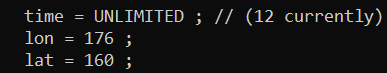 time = UNLIMITED ; // (12 currently)
lon = 176 ;
lat = 160 ;